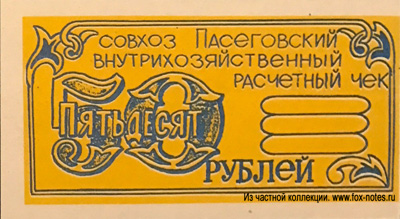 СОВХОЗ ПАСЕГОВСКИЙ
ВНУТРИХОЗЯЙСТВЕННЫЙ
РАСЧЕТНЫЙ ЧЕК
50
ПЯТЬДЕСЯТ
РУБЛЕЙ
Из частной коллекции. www.fox-notes.ru